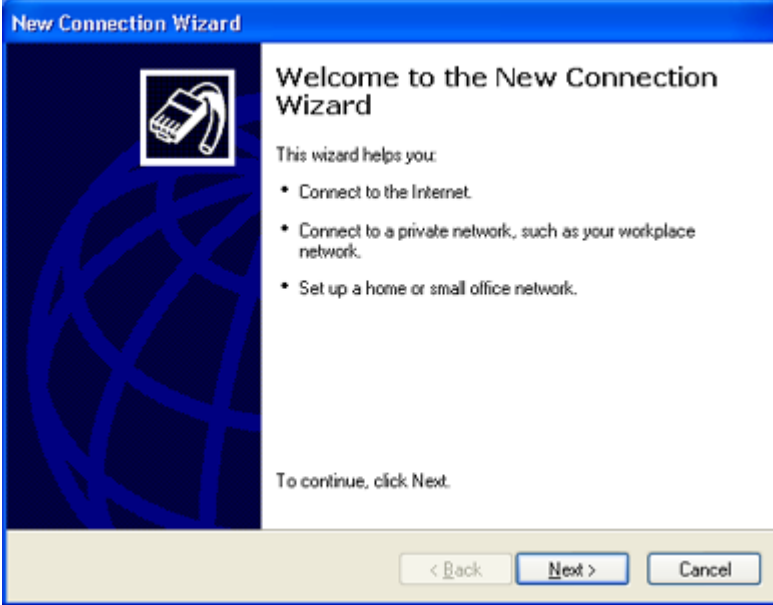 New Connection Wizard
Welcome to the New Connection
Wizard
This wizard helps you:
• Connect to the Internet.
• Connect to a private network, such as your workplace
network.
• Set up a home or small office network.
To continue, click Next.
< Back Next > Cancel